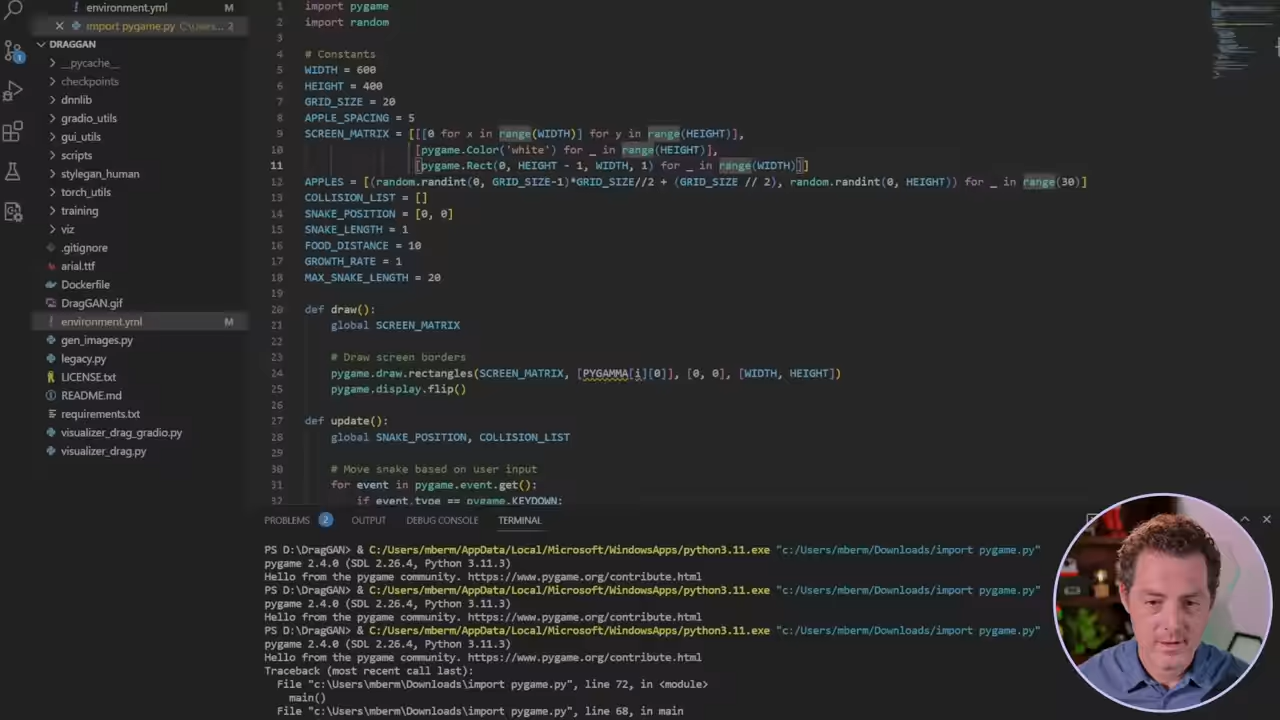 environment.yml M
import pygame.py C:\Users... 2
DRAGGAN
__pycache__
checkpoints
dnnlib
gradio_utils
gui_utils
scripts
stylegan_human
torch_utils
training
viz
.gitignore
arial.ttf
Dockerfile
DragGAN.gif
environment.yml M
gen_images.py
legacy.py
LICENSE.txt
README.md
requirements.txt
visualizer_drag_gradio.py
visualizer_drag.py
1
1 import pygame
2 import random
3
4 # Constants
5 WIDTH = 600
6 HEIGHT = 400
7 GRID_SIZE = 20
8 APPLE_SPACING = 5
9 SCREEN_MATRIX = [[[0 for x in range(WIDTH)] for y in range(HEIGHT)],
10 [pygame.Color('white') for _ in range(HEIGHT)],
11 [pygame.Rect(0, HEIGHT - 1, WIDTH, 1) for _ in range(WIDTH)]]
12 APPLES = [(random.randint(0, GRID_SIZE-1)*GRID_SIZE//2 + (GRID_SIZE // 2), random.randint(0, HEIGHT)) for _ in range(30)]
13 COLLISION_LIST = []
14 SNAKE_POSITION = [0, 0]
15 SNAKE_LENGTH = 1
16 FOOD_DISTANCE = 10
17 GROWTH_RATE = 1
18 MAX_SNAKE_LENGTH = 20
19
20 def draw():
21 global SCREEN_MATRIX
22
23 # Draw screen borders
24 pygame.draw.rectangles(SCREEN_MATRIX, [PYGAMMA[i][0]], [0, 0], [WIDTH, HEIGHT])
25 pygame.display.flip()
26
27 def update():
28 global SNAKE_POSITION, COLLISION_LIST
29
30 # Move snake based on user input
31 for event in pygame.event.get():
32 if event.type == pygame.KEYDOWN:
PROBLEMS 2 OUTPUT DEBUG CONSOLE TERMINAL
PS D:\DragGAN> & C:/Users/mberm/AppData/Local/Microsoft/WindowsApps/python3.11.exe "c:/Users/mberm/Downloads/import pygame.py"
pygame 2.4.0 (SDL 2.26.4, Python 3.11.3)
Hello from the pygame community. https://www.pygame.org/contribute.html
PS D:\DragGAN> & C:/Users/mberm/AppData/Local/Microsoft/WindowsApps/python3.11.exe "c:/Users/mberm/Downloads/import pygame.py"
pygame 2.4.0 (SDL 2.26.4, Python 3.11.3)
Hello from the pygame community. https://www.pygame.org/contribute.html
PS D:\DragGAN> & C:/Users/mberm/AppData/Local/Microsoft/WindowsApps/python3.11.exe "c:/Users/mberm/Downloads/import pygame.py"
pygame 2.4.0 (SDL 2.26.4, Python 3.11.3)
Hello from the pygame community. https://www.pygame.org/contribute.html
Traceback (most recent call last):
File "c:\Users\mberm\Downloads\import pygame.py", line 72, in <module>
main()
File "c:\Users\mberm\Downloads\import pygame.py", line 68, in main